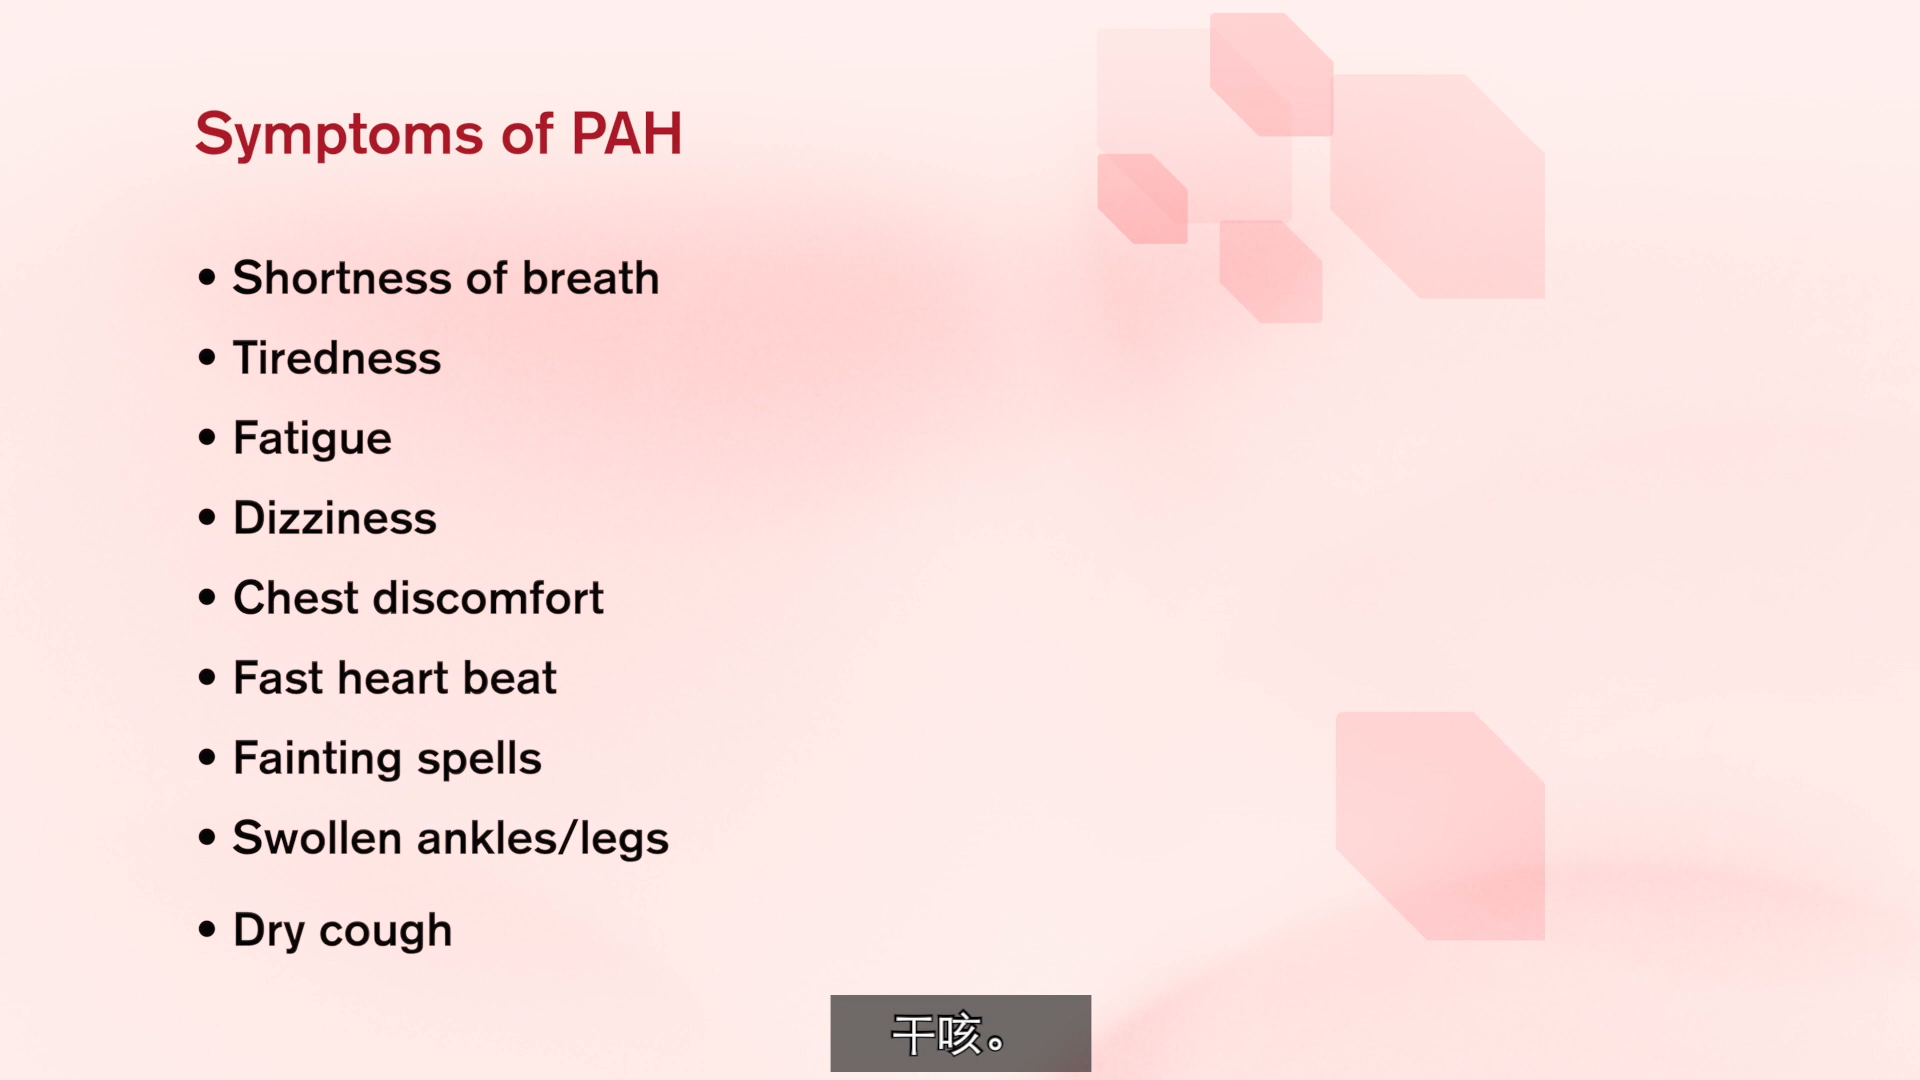 Symptoms of PAH
• Shortness of breath
• Tiredness
• Fatigue
• Dizziness
• Chest discomfort
• Fast heart beat
• Fainting spells
• Swollen ankles/legs
• Dry cough
干咳。